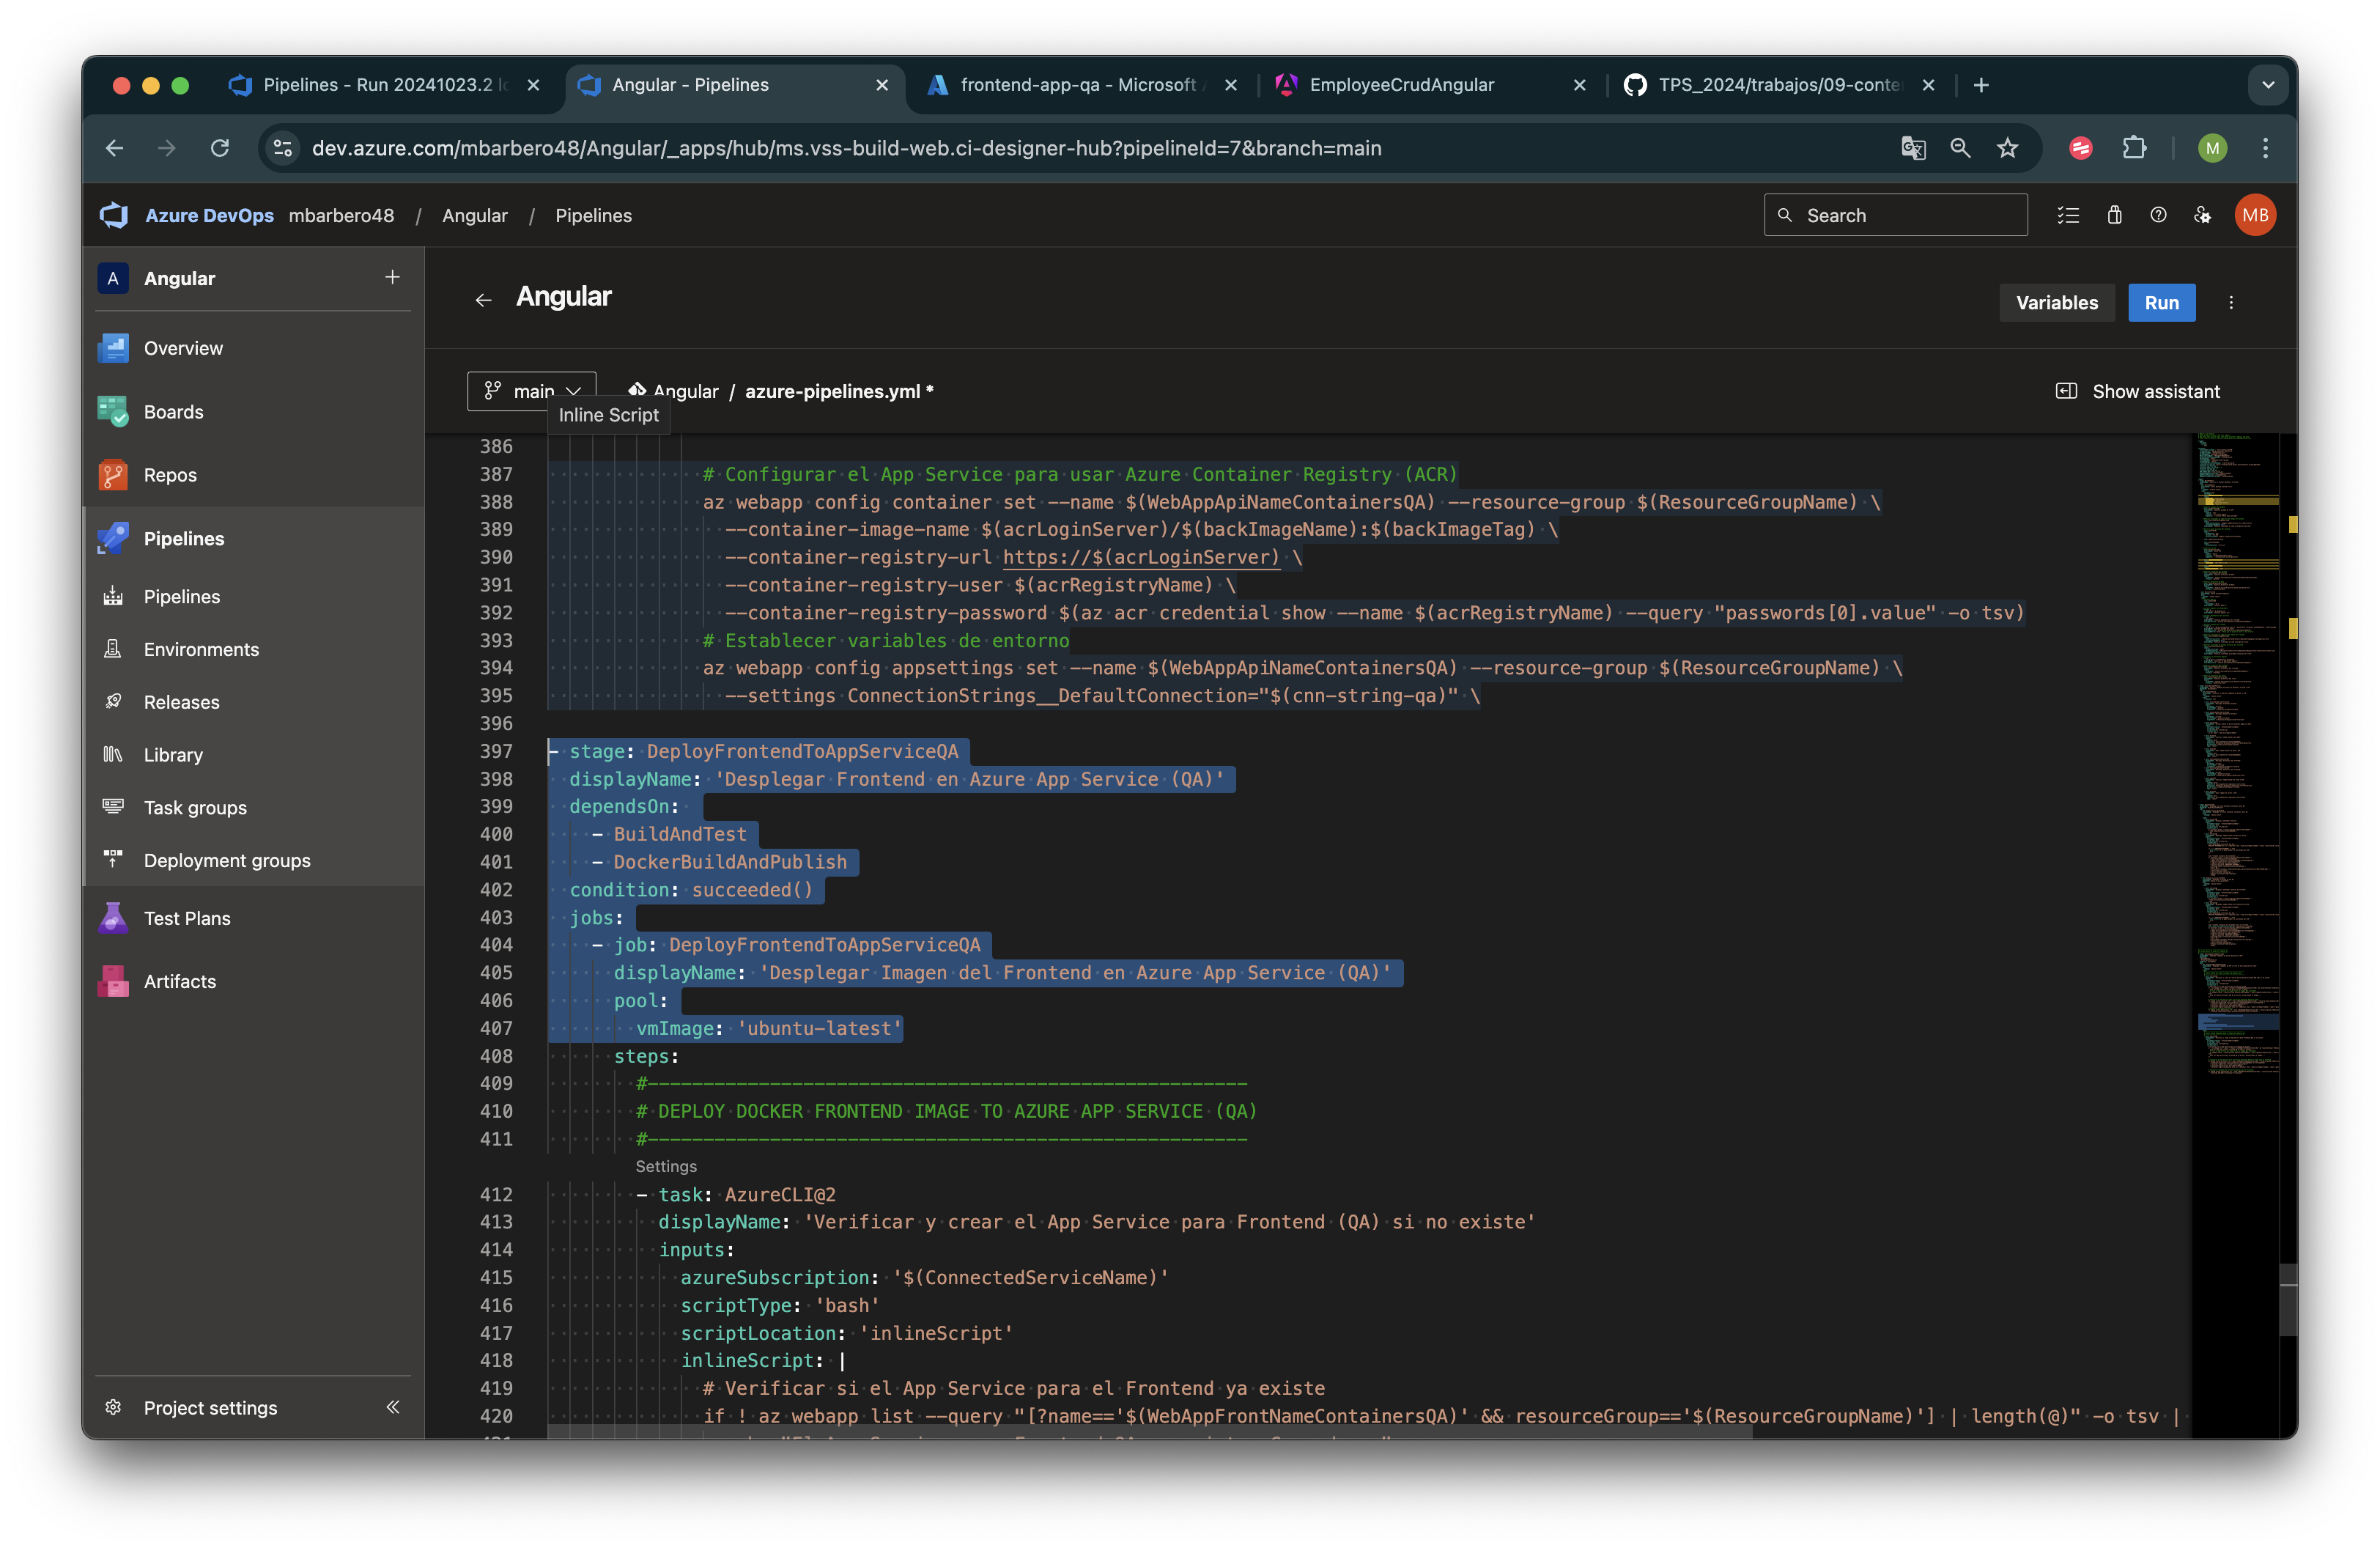 Pipelines - Run 20241023.2 lo
Angular - Pipelines
frontend-app-qa - Microsoft
EmployeeCrudAngular
TPS_2024/trabajos/09-conte
dev.azure.com/mbarbero48/Angular/_apps/hub/ms.vss-build-web.ci-designer-hub?pipelineId=7&branch=main
M
Azure DevOps mbarbero48 / Angular / Pipelines
Search
MB
A Angular
Overview
Boards
Repos
Pipelines
Pipelines
Environments
Releases
Library
Task groups
Deployment groups
Test Plans
Artifacts
Project settings
Angular
Variables
Run
main
Angular / azure-pipelines.yml *
Show assistant
Inline Script
386
387 # Configurar el App Service para usar Azure Container Registry (ACR)
388 az webapp config container set --name $(WebAppApiNameContainersQA) --resource-group $(ResourceGroupName) \
389 --container-image-name $(acrLoginServer)/$(backImageName):$(backImageTag) \
390 --container-registry-url https://$(acrLoginServer) \
391 --container-registry-user $(acrRegistryName) \
392 --container-registry-password $(az acr credential show --name $(acrRegistryName) --query "passwords[0].value" -o tsv)
393 # Establecer variables de entorno
394 az webapp config appsettings set --name $(WebAppApiNameContainersQA) --resource-group $(ResourceGroupName) \
395 --settings ConnectionStrings__DefaultConnection="$(cnn-string-qa)" \
396
397 - stage: DeployFrontendToAppServiceQA
398 displayName: 'Desplegar Frontend en Azure App Service (QA)'
399 dependsOn:
400 - BuildAndTest
401 - DockerBuildAndPublish
402 condition: succeeded()
403 jobs:
404 - job: DeployFrontendToAppServiceQA
405 displayName: 'Desplegar Imagen del Frontend en Azure App Service (QA)'
406 pool:
407 vmImage: 'ubuntu-latest'
408 steps:
409 #------------------------------------------------------
410 # DEPLOY DOCKER FRONTEND IMAGE TO AZURE APP SERVICE (QA)
411 #------------------------------------------------------
Settings
412 - task: AzureCLI@2
413 displayName: 'Verificar y crear el App Service para Frontend (QA) si no existe'
414 inputs:
415 azureSubscription: '$(ConnectedServiceName)'
416 scriptType: 'bash'
417 scriptLocation: 'inlineScript'
418 inlineScript: |
419 # Verificar si el App Service para el Frontend ya existe
420 if ! az webapp list --query "[?name=='$(WebAppFrontNameContainersQA)' && resourceGroup=='$(ResourceGroupName)'] | length(@)" -o tsv |